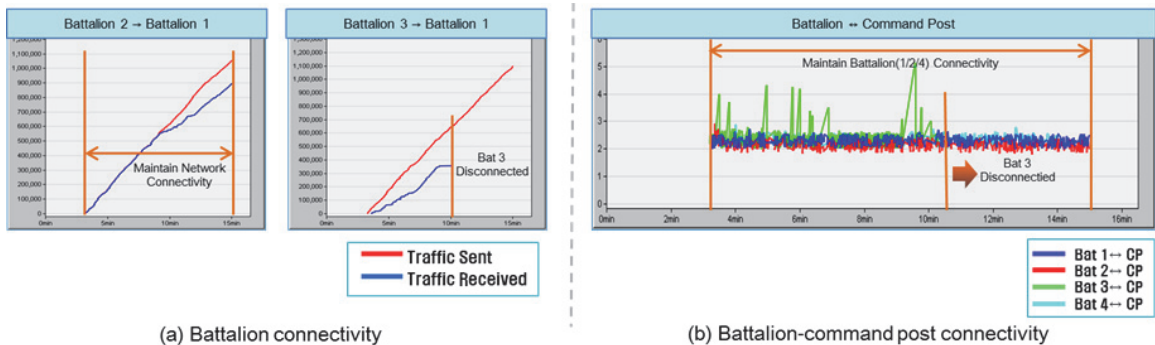 Battalion 2 → Battalion 1
1,200,000
1,100,000
1,000,000
900,000
800,000
700,000
600,000
500,000
400,000
300,000
200,000
100,000
0
Maintain Network
Connectivity
0min
5min
10min
15min
Battalion 3 → Battalion 1
1,200,000
1,100,000
1,000,000
900,000
800,000
700,000
600,000
500,000
400,000
300,000
200,000
100,000
0
Bat 3
Disconnected
0min
5min
10min
15min
Traffic Sent
Traffic Received
(a) Battalion connectivity
Battalion ↔ Command Post
6
5
4
3
2
1
0
Maintain Battalion(1/2/4) Connectivity
Bat 3
Disconnectied
0min
4min
6min
8min
10min
12min
14min
16min
Bat 1↔ CP
Bat 2↔ CP
Bat 3↔ CP
Bat 4↔ CP
(b) Battalion-command post connectivity